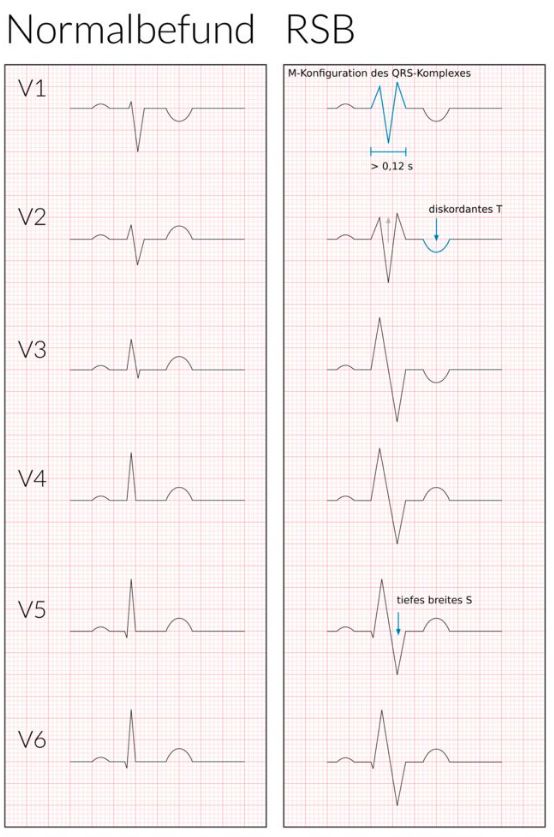 Normalbefund
RSB
V1
M-Konfiguration des QRS-Komplexes
> 0,12 s
V2
diskordantes T
V3
V4
V5
tiefes breites S
V6